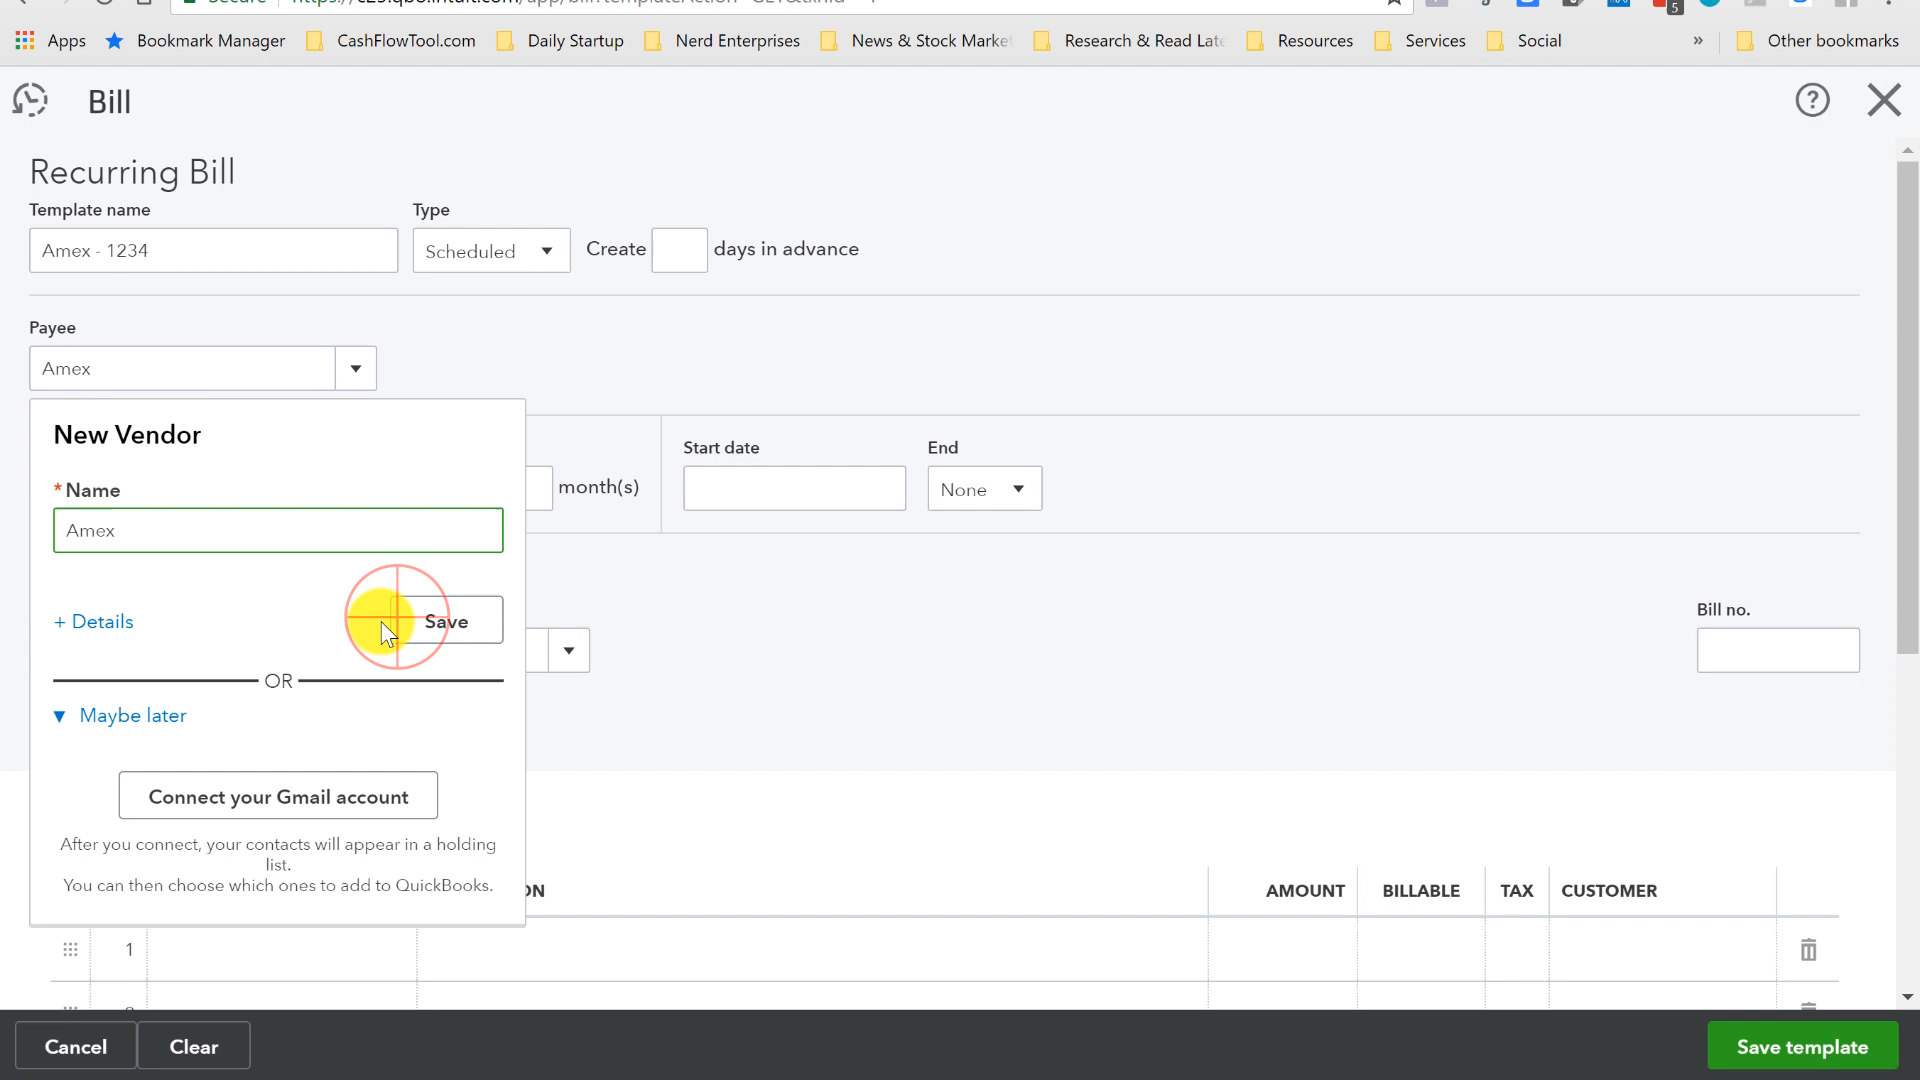 5
Apps Bookmark Manager CashFlowTool.com Daily Startup Nerd Enterprises News & Stock Marke Research & Read Late Resources Services Social » Other bookmarks
Bill
Recurring Bill
Template name Type
Amex - 1234 Scheduled Create days in advance
Payee
Amex
New Vendor
Start date End
* Name
month(s) None
Amex
Bill no.
+ Details Save
OR
Maybe later
Connect your Gmail account
After you connect, your contacts will appear in a holding
list.
You can then choose which ones to add to QuickBooks.
ON AMOUNT BILLABLE TAX CUSTOMER
1
Cancel Clear Save template